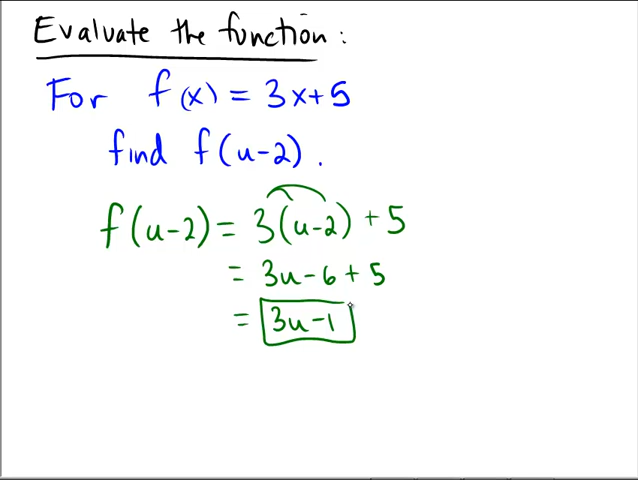 Evaluate the function:
For f(x) = 3x+5
find f(u-2).
f(u-2) = 3(u-2) + 5
= 3u - 6 + 5
= 3u - 1